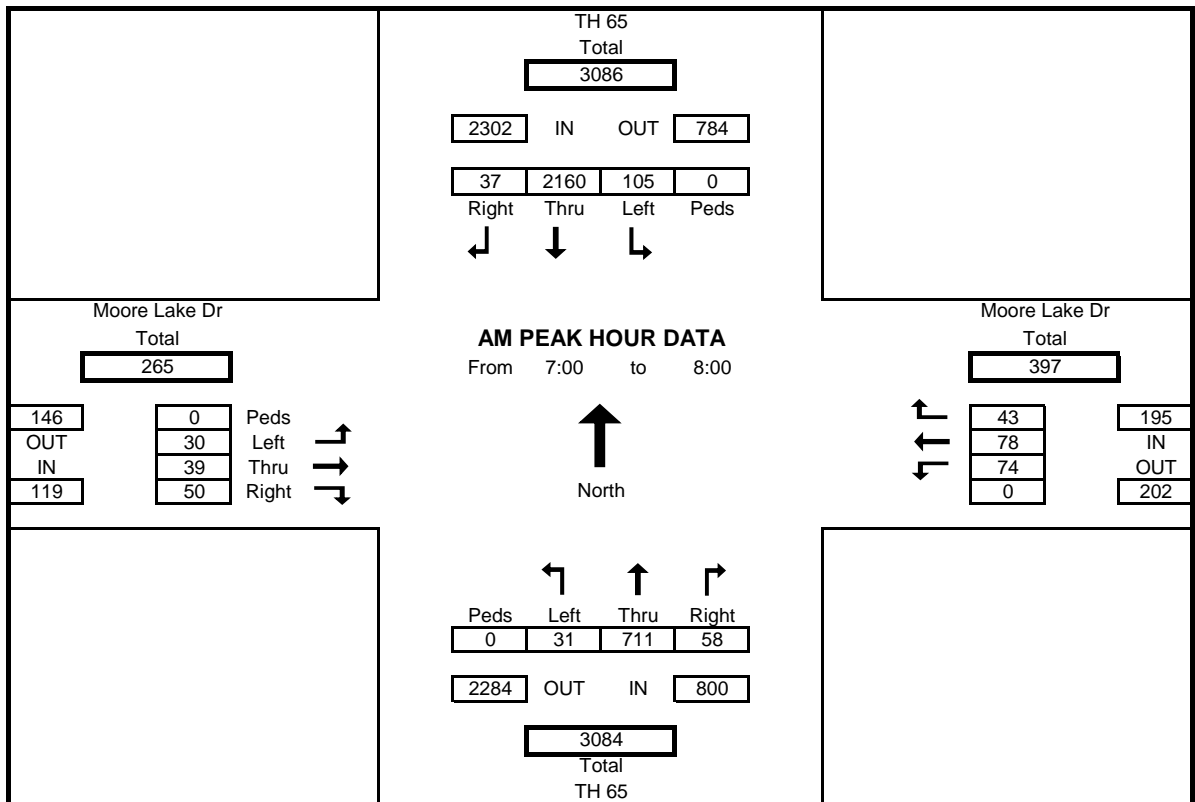 TH 65
Total
3086
2302 IN OUT 784
37 2160 105 0
Right Thru Left Peds
Moore Lake Dr
Total
265
146
OUT
IN
119
0 Peds
30 Left
39 Thru
50 Right
AM PEAK HOUR DATA
From 7:00 to 8:00
North
Moore Lake Dr
Total
397
43
78
74
0
195
IN
OUT
202
Peds Left Thru Right
0 31 711 58
2284 OUT IN 800
3084
Total
TH 65